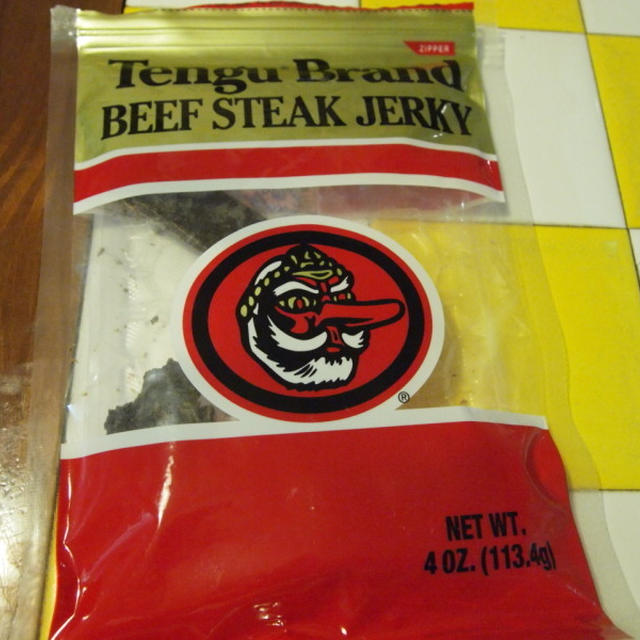 ZIPPER
Tengu® Brand
BEEF STEAK JERKY
®
NET WT.
4 OZ. (113.4g)